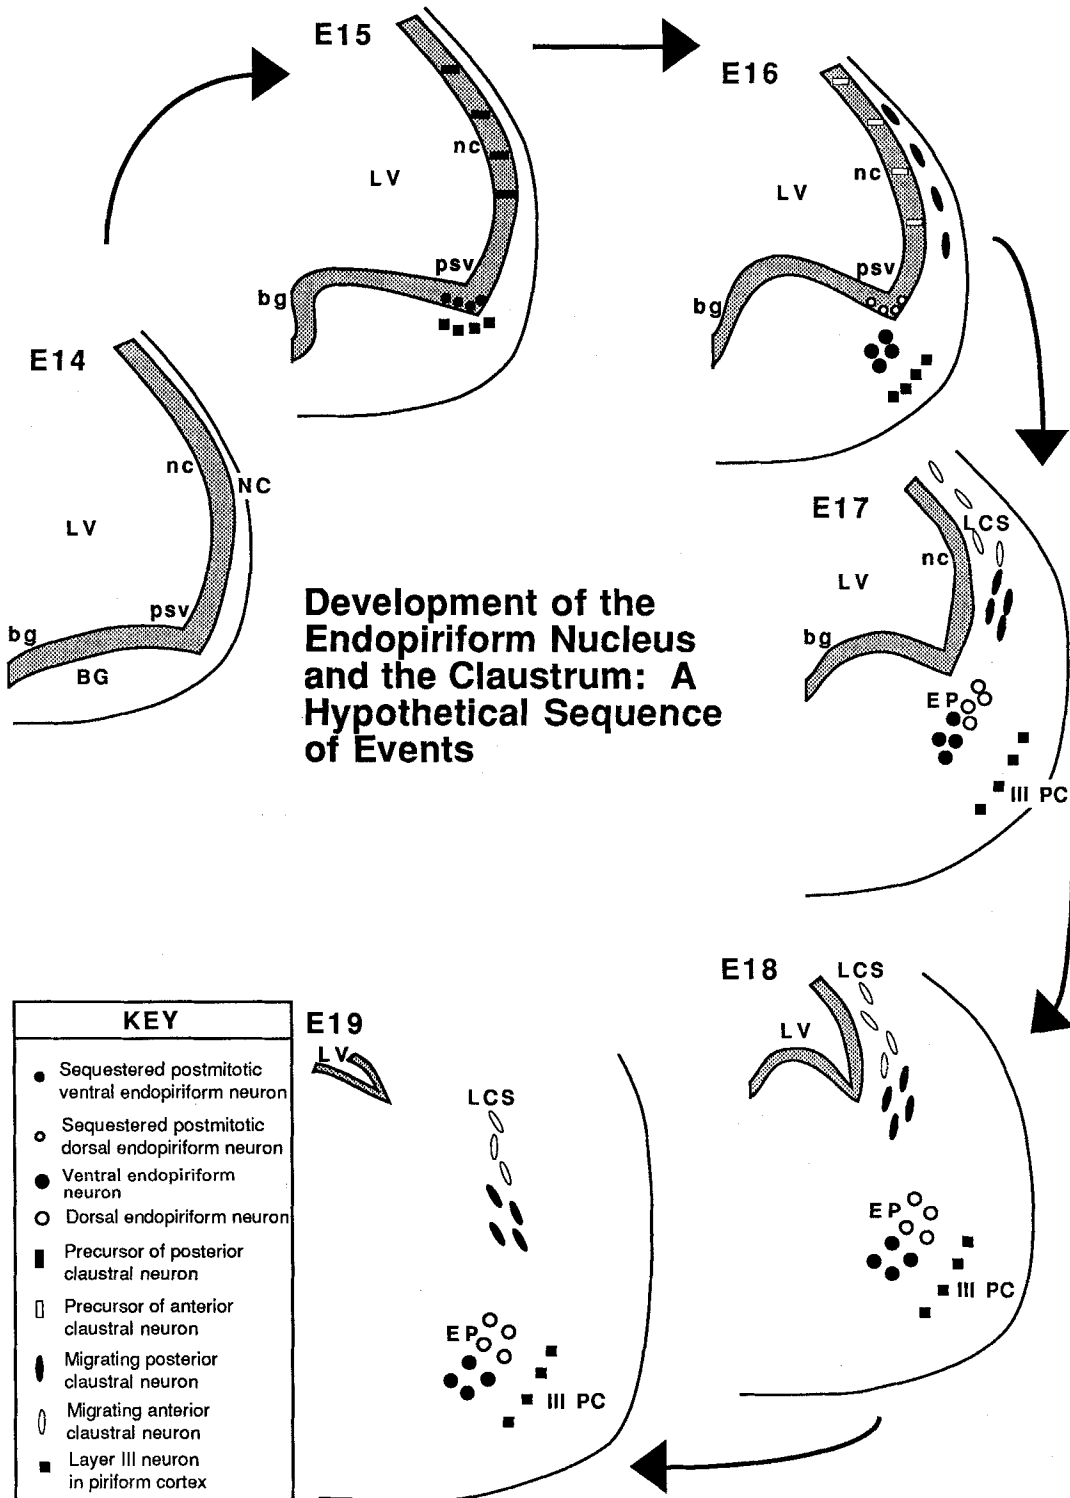 E15
nc
LV
psv
bg
E16
nc
LV
psv
bg
E14
nc
NC
LV
psv
bg
BG
E17
LCS
nc
LV
bg
EP
III PC
Development of the
Endopiriform Nucleus
and the Claustrum: A
Hypothetical Sequence
of Events
E18
LCS
LV
EP
III PC
E19
LV
LCS
EP
III PC
KEY
Sequestered postmitotic
ventral endopiriform neuron
Sequestered postmitotic
dorsal endopiriform neuron
Ventral endopiriform
neuron
Dorsal endopiriform neuron
Precursor of posterior
claustral neuron
Precursor of anterior
claustral neuron
Migrating posterior
claustral neuron
Migrating anterior
claustral neuron
Layer III neuron
in piriform cortex